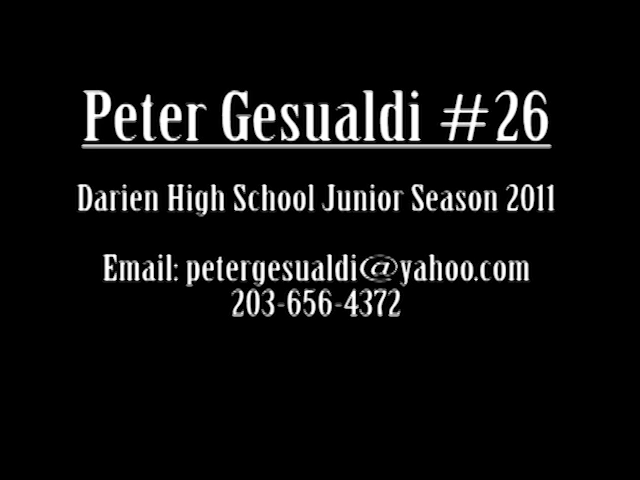 Peter Gesualdi #26
Darien High School Junior Season 2011
Email: petergesualdi@yahoo.com
203-656-4372